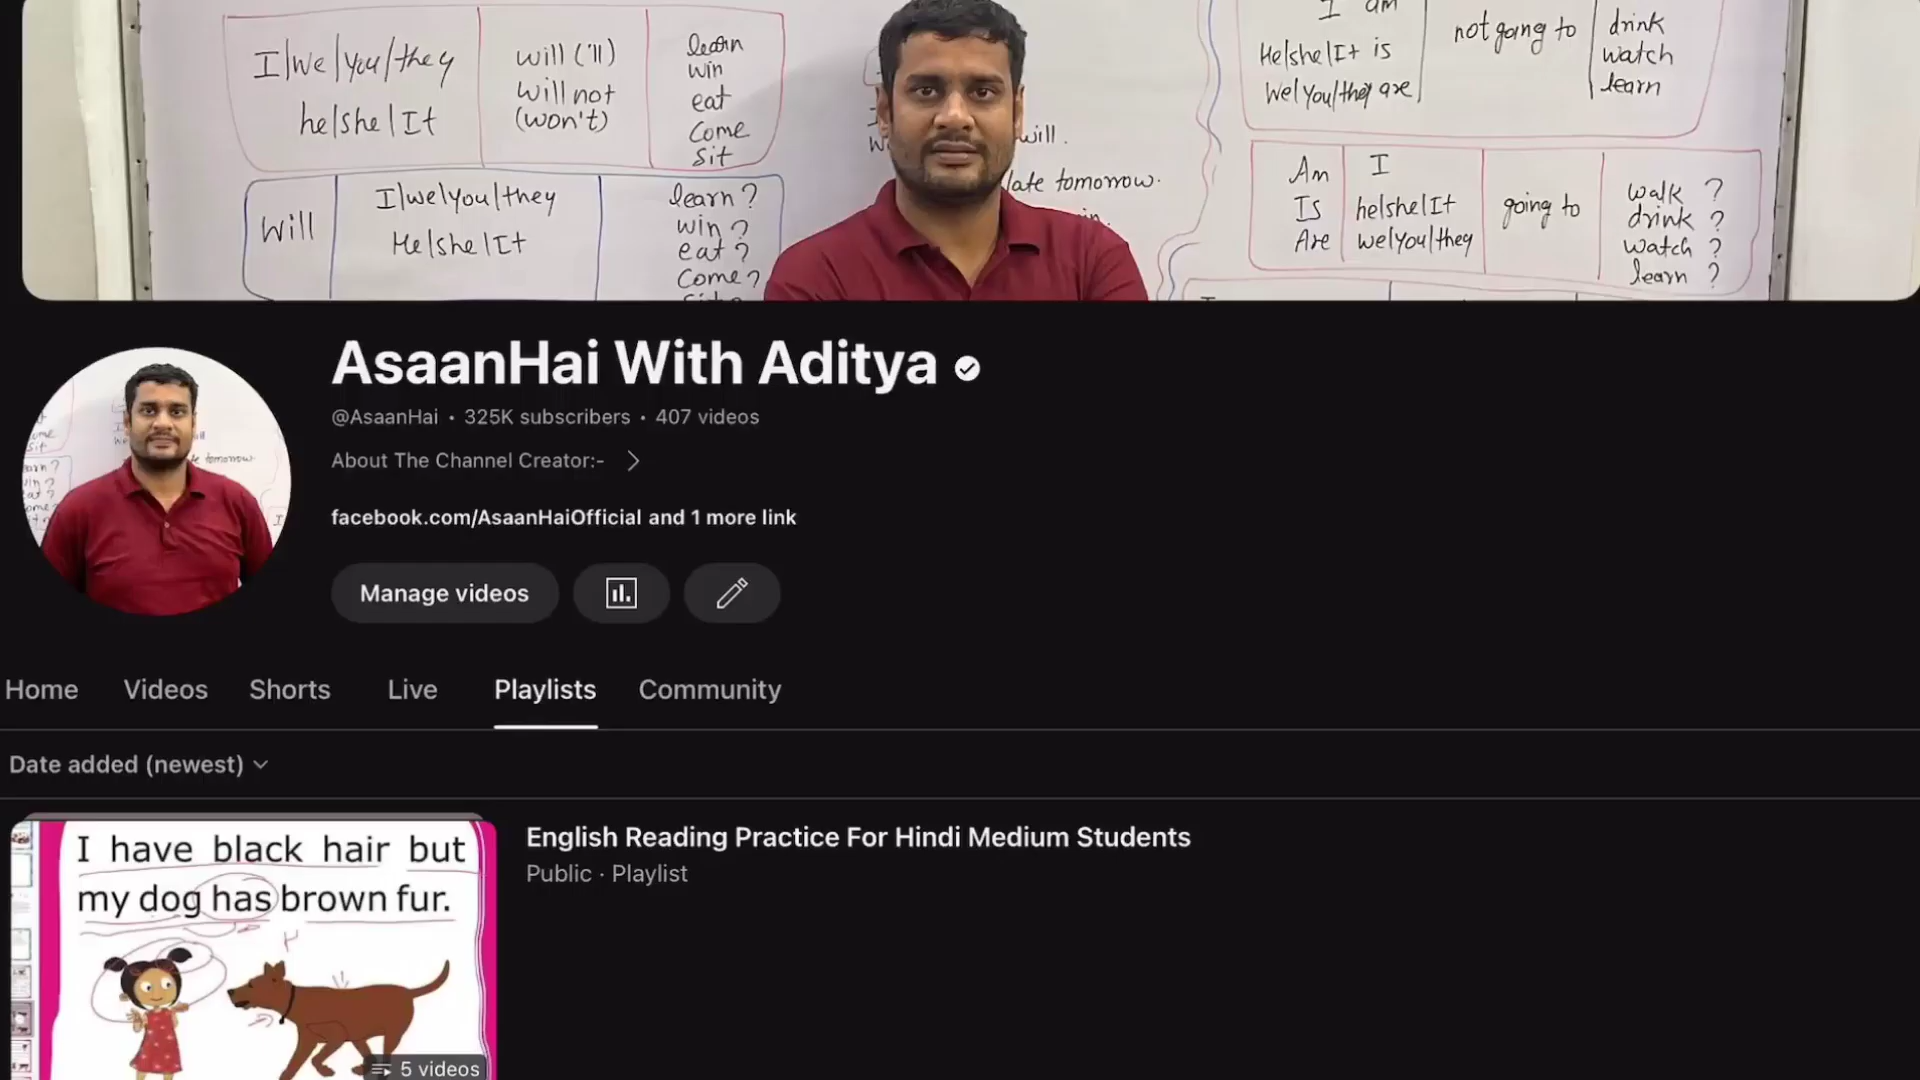 I/we/you/they
he/she/It
will ('ll)
will not
(won't)
learn
win
eat
Come
sit
Will
I/we/you/they
He/she/It
learn ?
win ?
eat ?
Come ?
will.
late tomorrow.
I am
He/she/It is
We/You/they are
not going to
drink
watch
learn
Am
Is
Are
I
he/she/It
we/you/they
going to
walk ?
drink ?
watch ?
learn ?
AsaanHai With Aditya
@AsaanHai · 325K subscribers · 407 videos
About The Channel Creator:-
facebook.com/AsaanHaiOfficial and 1 more link
Manage videos
Home Videos Shorts Live Playlists Community
Date added (newest)
I have black hair but
my dog has brown fur.
5 videos
English Reading Practice For Hindi Medium Students
Public · Playlist